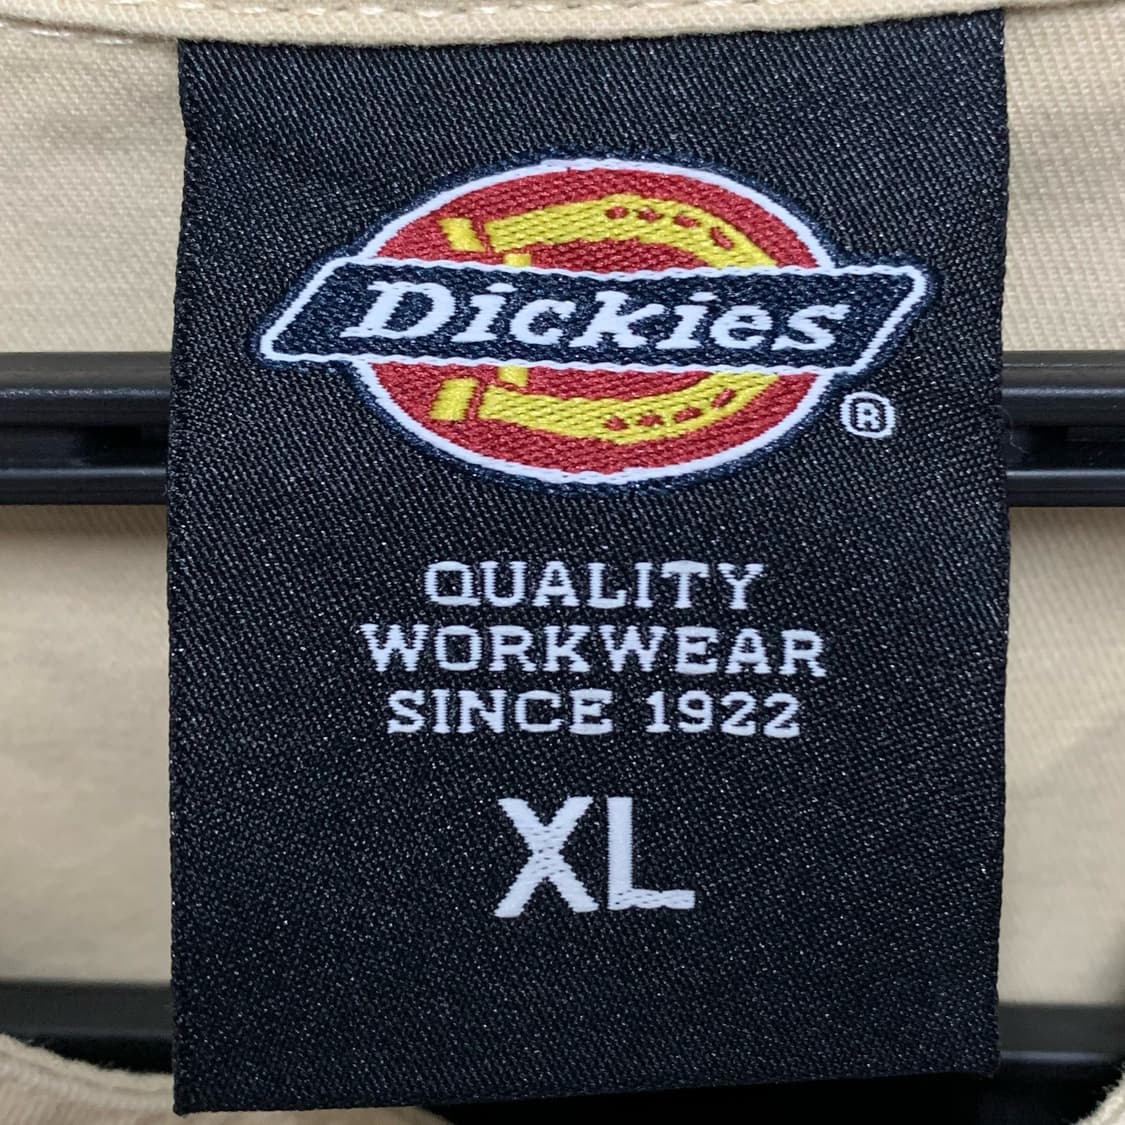 Dickies
®
QUALITY
WORKWEAR
SINCE 1922
XL